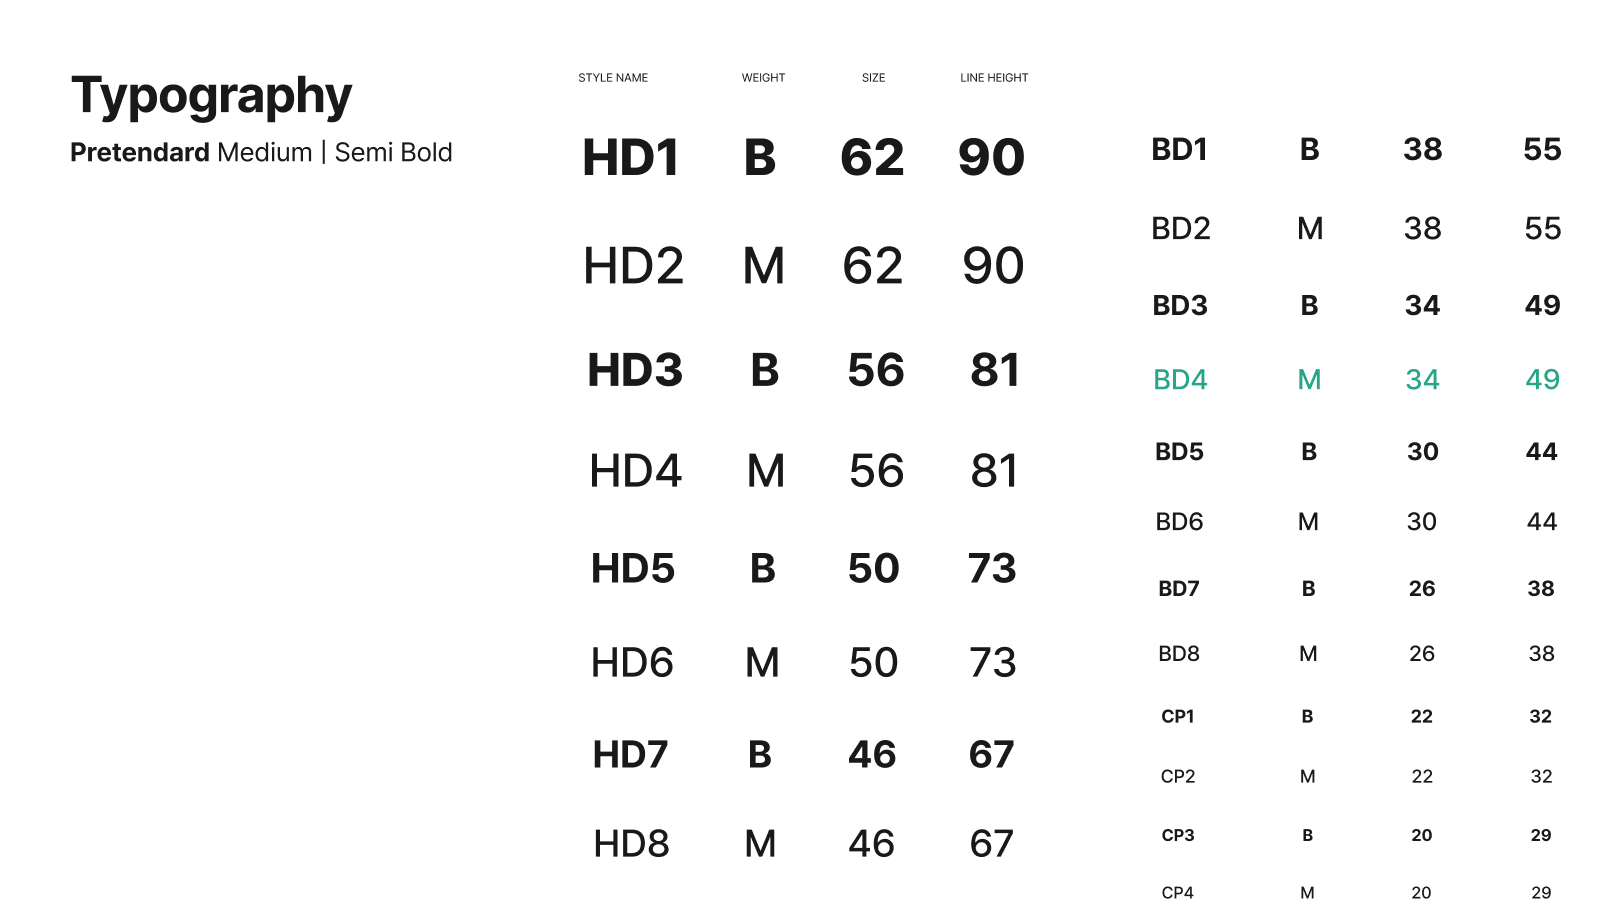 Typography
Pretendard Medium | Semi Bold
STYLE NAME WEIGHT SIZE LINE HEIGHT
HD1 B 62 90
HD2 M 62 90
HD3 B 56 81
HD4 M 56 81
HD5 B 50 73
HD6 M 50 73
HD7 B 46 67
HD8 M 46 67
BD1 B 38 55
BD2 M 38 55
BD3 B 34 49
BD4 M 34 49
BD5 B 30 44
BD6 M 30 44
BD7 B 26 38
BD8 M 26 38
CP1 B 22 32
CP2 M 22 32
CP3 B 20 29
CP4 M 20 29